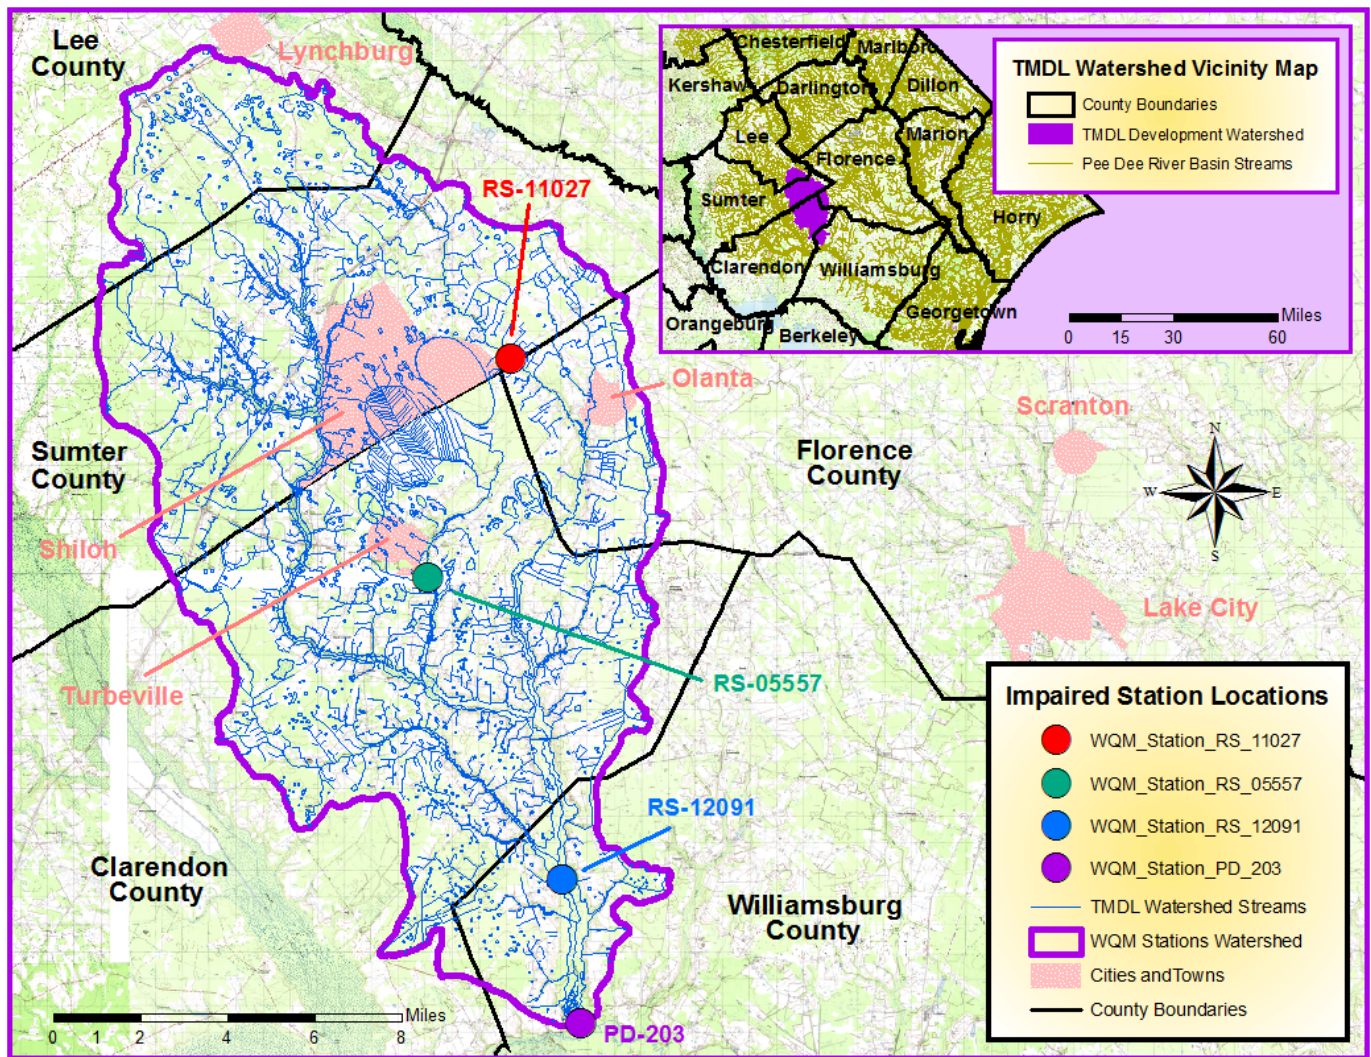 Lee
County
Lynchburg
RS-11027
Olanta
Scranton
Sumter
County
Florence
County
N
W
E
S
Shiloh
Lake City
Turbeville
RS-05557
RS-12091
Clarendon
County
Williamsburg
County
PD-203
Miles
0 1 2 4 6 8
Chesterfield
Marlboro
Kershaw
Darlington
Dillon
Lee
Marion
Florence
Sumter
Horry
Clarendon
Williamsburg
Georgetown
Orangeburg
Berkeley
TMDL Watershed Vicinity Map
County Boundaries
TMDL Development Watershed
Pee Dee River Basin Streams
Miles
0 15 30 60
Impaired Station Locations
WQM_Station_RS_11027
WQM_Station_RS_05557
WQM_Station_RS_12091
WQM_Station_PD_203
TMDL Watershed Streams
WQM Stations Watershed
Cities andTowns
County Boundaries